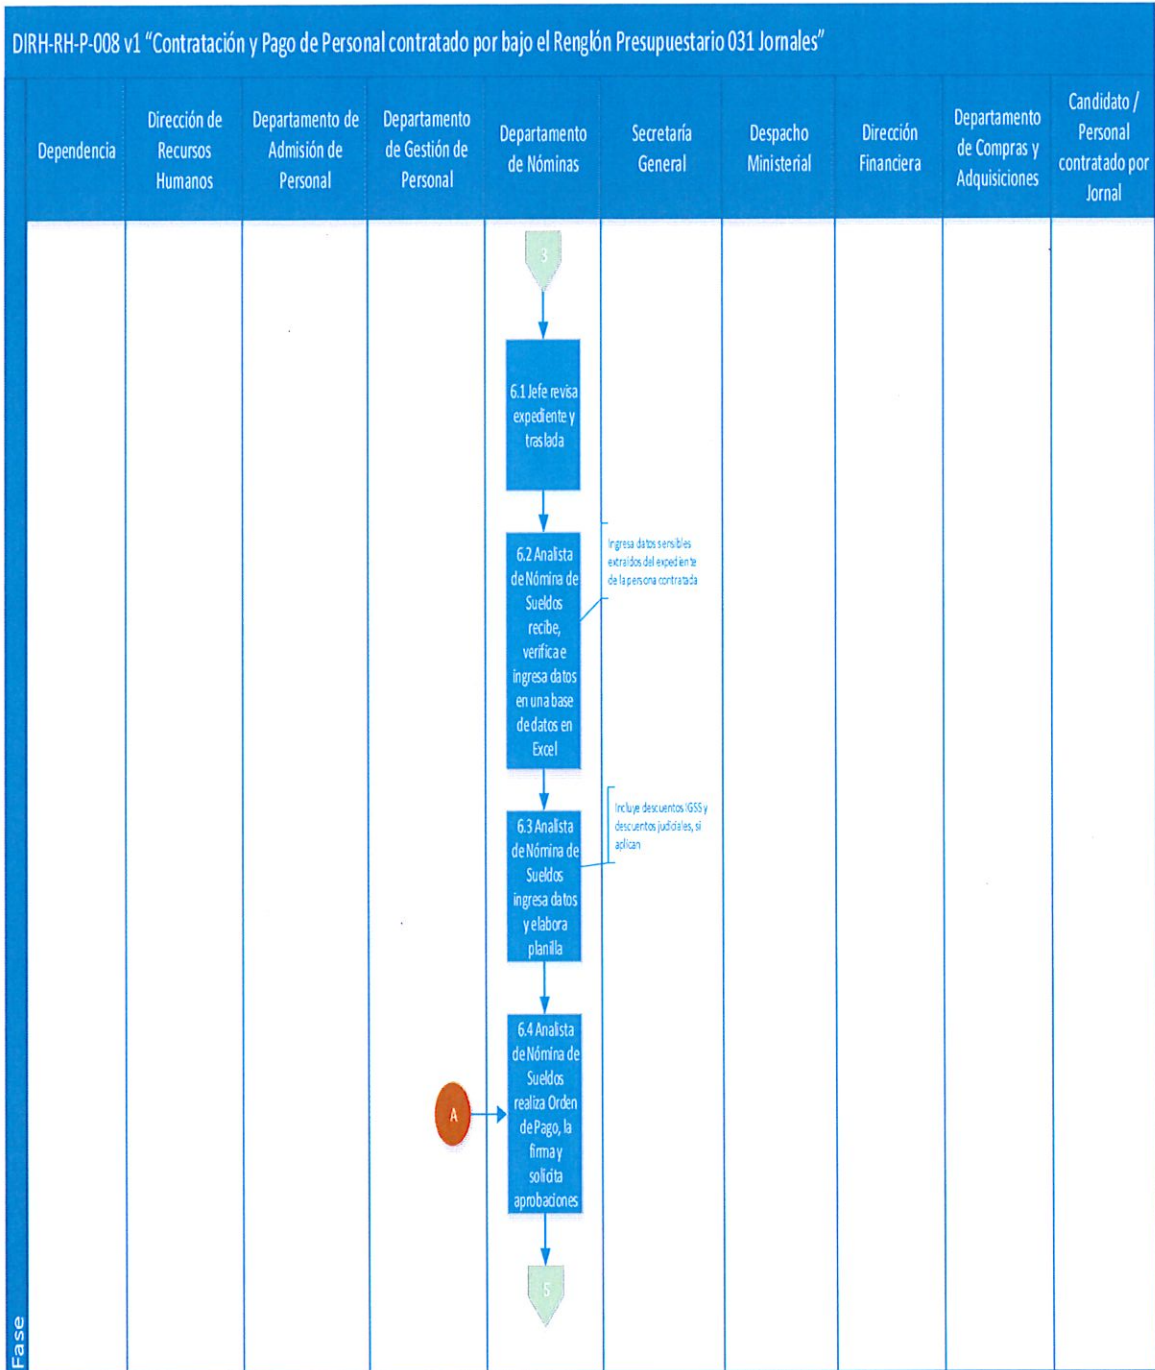 DIRH-RH-P-008 v1 “Contratación y Pago de Personal contratado por bajo el Renglón Presupuestario 031 Jornales”
Dependencia
Dirección de
Recursos
Humanos
Departamento de
Admisión de
Personal
Departamento
de Gestión de
Personal
Departamento
de Nóminas
Secretaría
General
Despacho
Ministerial
Dirección
Financiera
Departamento
de Compras y
Adquisiciones
Candidato /
Personal
contratado por
Jornal
3
6.1 Jefe revisa
expediente y
traslada
6.2 Analista
de Nómina de
Sueldos
recibe,
verifica e
ingresa datos
en una base
de datos en
Excel
Ingresa datos sensibles
extraídos del expediente
de la persona contratada
6.3 Analista
de Nómina de
Sueldos
ingresa datos
y elabora
planilla
Incluye descuentos IGSS y
descuentos judiciales, si
aplican
6.4 Analista
de Nómina de
Sueldos
realiza Orden
de Pago, la
firma y
solicita
aprobaciones
A
Fase